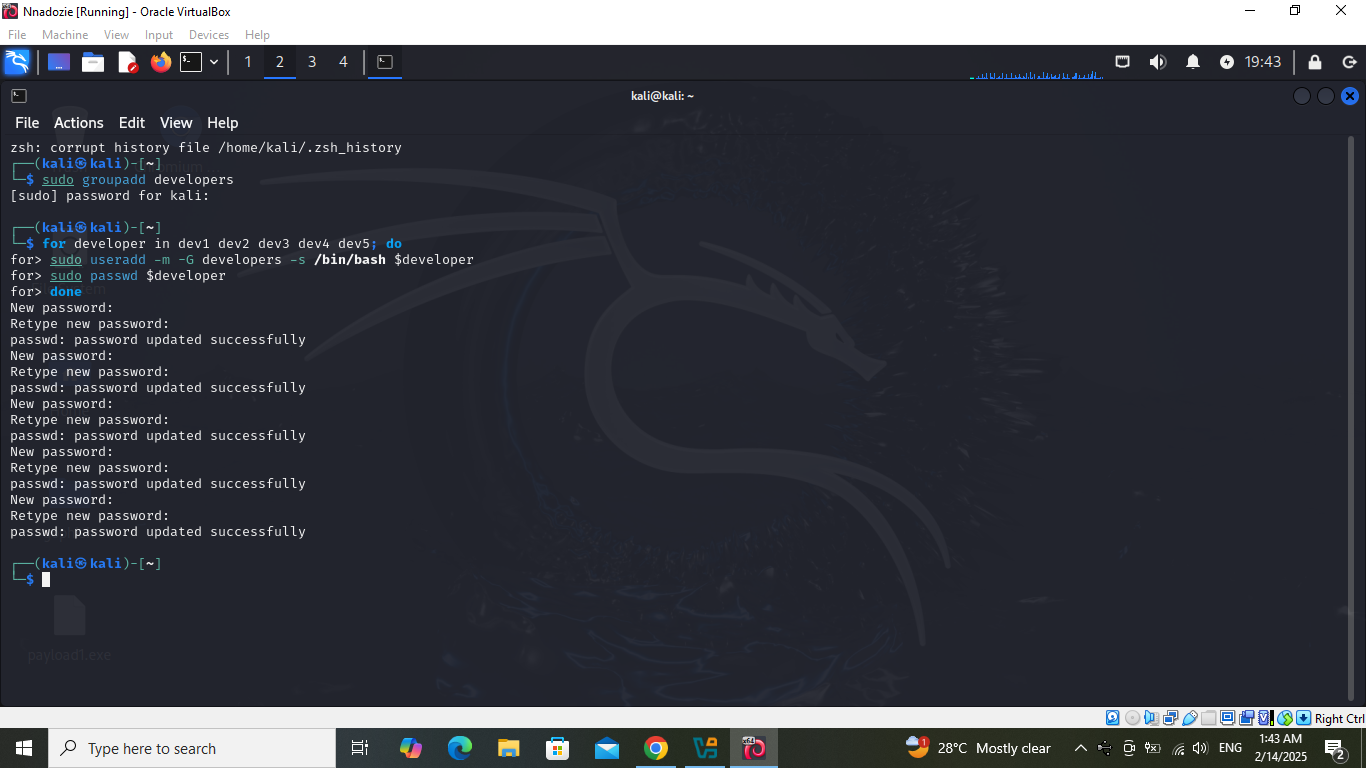 Nnadozie [Running] - Oracle VirtualBox
File Machine View Input Devices Help
1 2 3 4 19:43
kali@kali: ~
File Actions Edit View Help
zsh: corrupt history file /home/kali/.zsh_history
┌──(kali㉿kali)-[~]
└─$ sudo groupadd developers
[sudo] password for kali:
┌──(kali㉿kali)-[~]
└─$ for developer in dev1 dev2 dev3 dev4 dev5; do
for> sudo useradd -m -G developers -s /bin/bash $developer
for> sudo passwd $developer
for> done
New password:
Retype new password:
passwd: password updated successfully
New password:
Retype new password:
passwd: password updated successfully
New password:
Retype new password:
passwd: password updated successfully
New password:
Retype new password:
passwd: password updated successfully
New password:
Retype new password:
passwd: password updated successfully
┌──(kali㉿kali)-[~]
└─$
payload1.exe
Right Ctrl
Type here to search
1
28°C Mostly clear
ENG
1:43 AM
2/14/2025
2